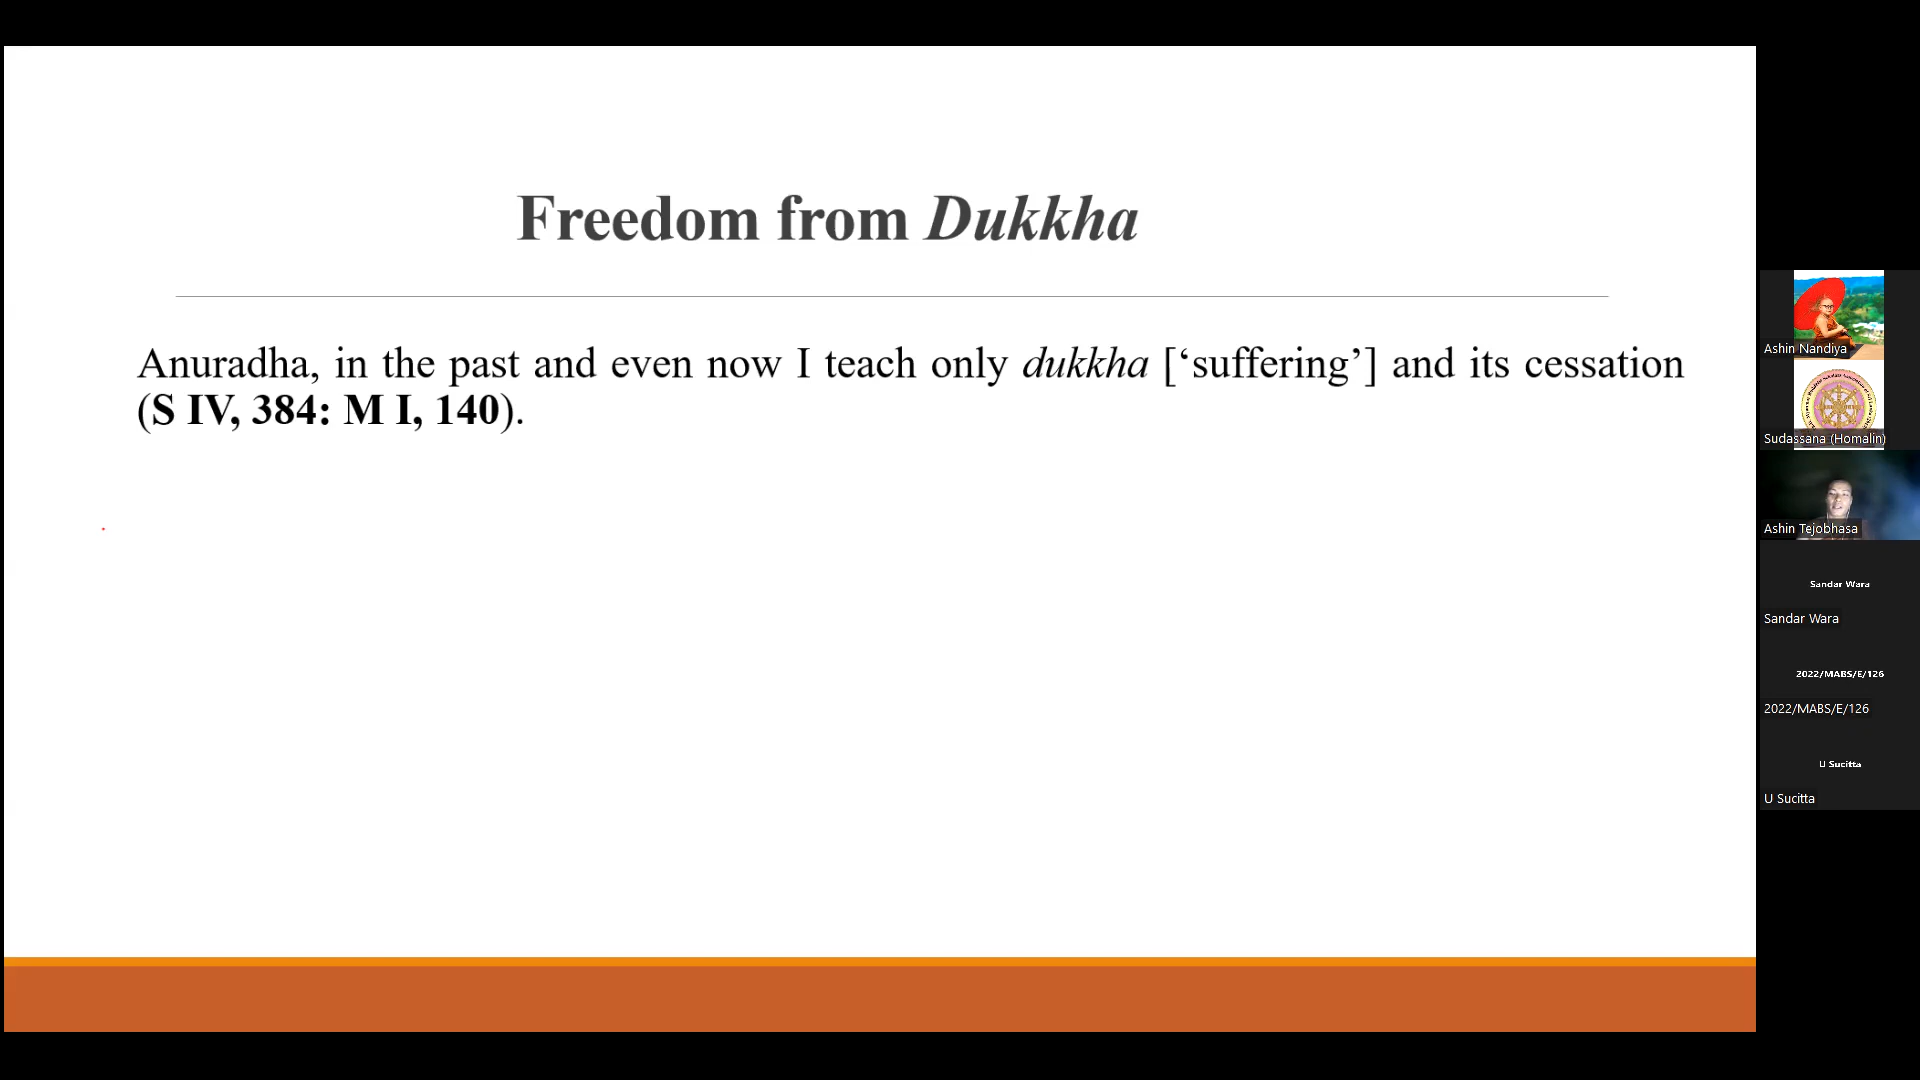 Freedom from Dukkha
Anuradha, in the past and even now I teach only dukkha [‘suffering’] and its cessation
(S IV, 384: M I, 140).
Ashin Nandiya
Sudassana (Homalin)
Ashin Tejobhasa
Sandar Wara
Sandar Wara
2022/MABS/E/126
2022/MABS/E/126
U Sucitta
U Sucitta